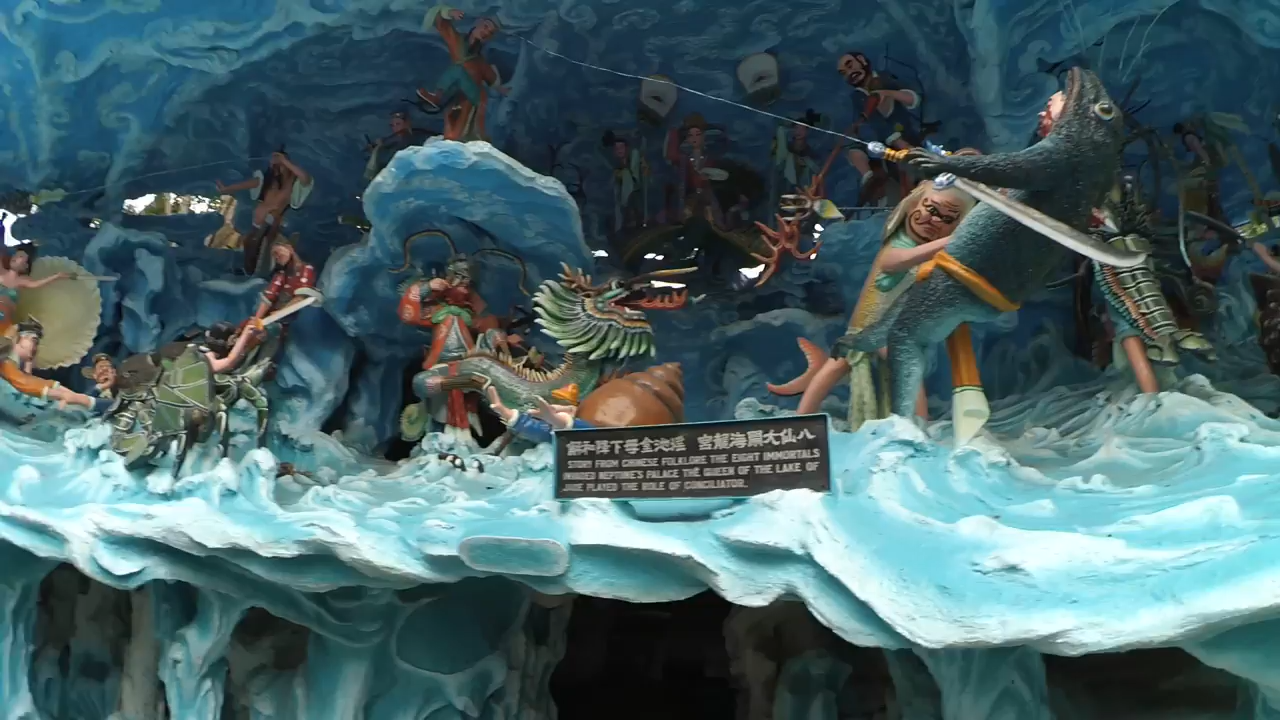 八仙大鬧海龍宮 瑤池金母下降和解
STORY FROM CHINESE FOLKLORE THE EIGHT IMMORTALS
INVADED NEPTUNE'S PALACE THE QUEEN OF THE LAKE OF
JADE PLAYED THE ROLE OF CONCILIATOR.